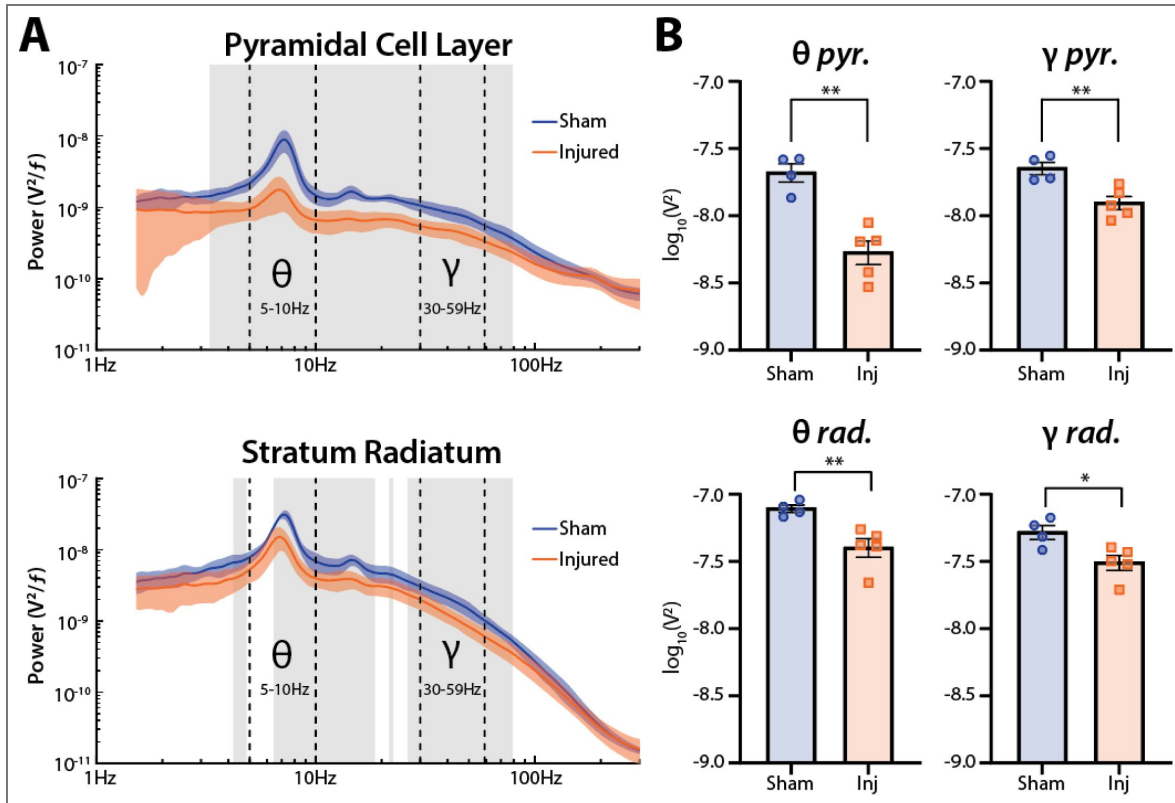 A
Pyramidal Cell Layer
10⁻⁷
10⁻⁸
10⁻⁹
10⁻¹⁰
10⁻¹¹
Power (V²/ƒ)
Sham
Injured
θ
5-10Hz
γ
30-59Hz
1Hz
10Hz
100Hz
Stratum Radiatum
10⁻⁷
10⁻⁸
10⁻⁹
10⁻¹⁰
10⁻¹¹
Power (V²/ƒ)
Sham
Injured
θ
5-10Hz
γ
30-59Hz
1Hz
10Hz
100Hz
B
θ pyr.
-7.0
-7.5
-8.0
-8.5
-9.0
log₁₀(V²)
**
Sham
Inj
γ pyr.
-7.0
-7.5
-8.0
-8.5
-9.0
**
Sham
Inj
θ rad.
-7.0
-7.5
-8.0
-8.5
-9.0
log₁₀(V²)
**
Sham
Inj
γ rad.
-7.0
-7.5
-8.0
-8.5
-9.0
*
Sham
Inj